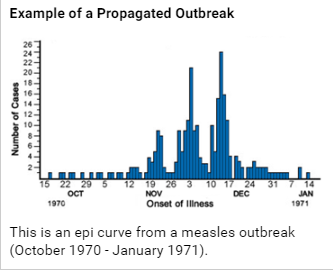 Example of a Propagated Outbreak
Number of Cases
26
24
22
20
18
16
14
12
10
8
6
4
2
15 22 29 5 12 19 26 3 10 17 24 31 7 14
OCT NOV DEC JAN
1970 Onset of Illness 1971
This is an epi curve from a measles outbreak
(October 1970 - January 1971).